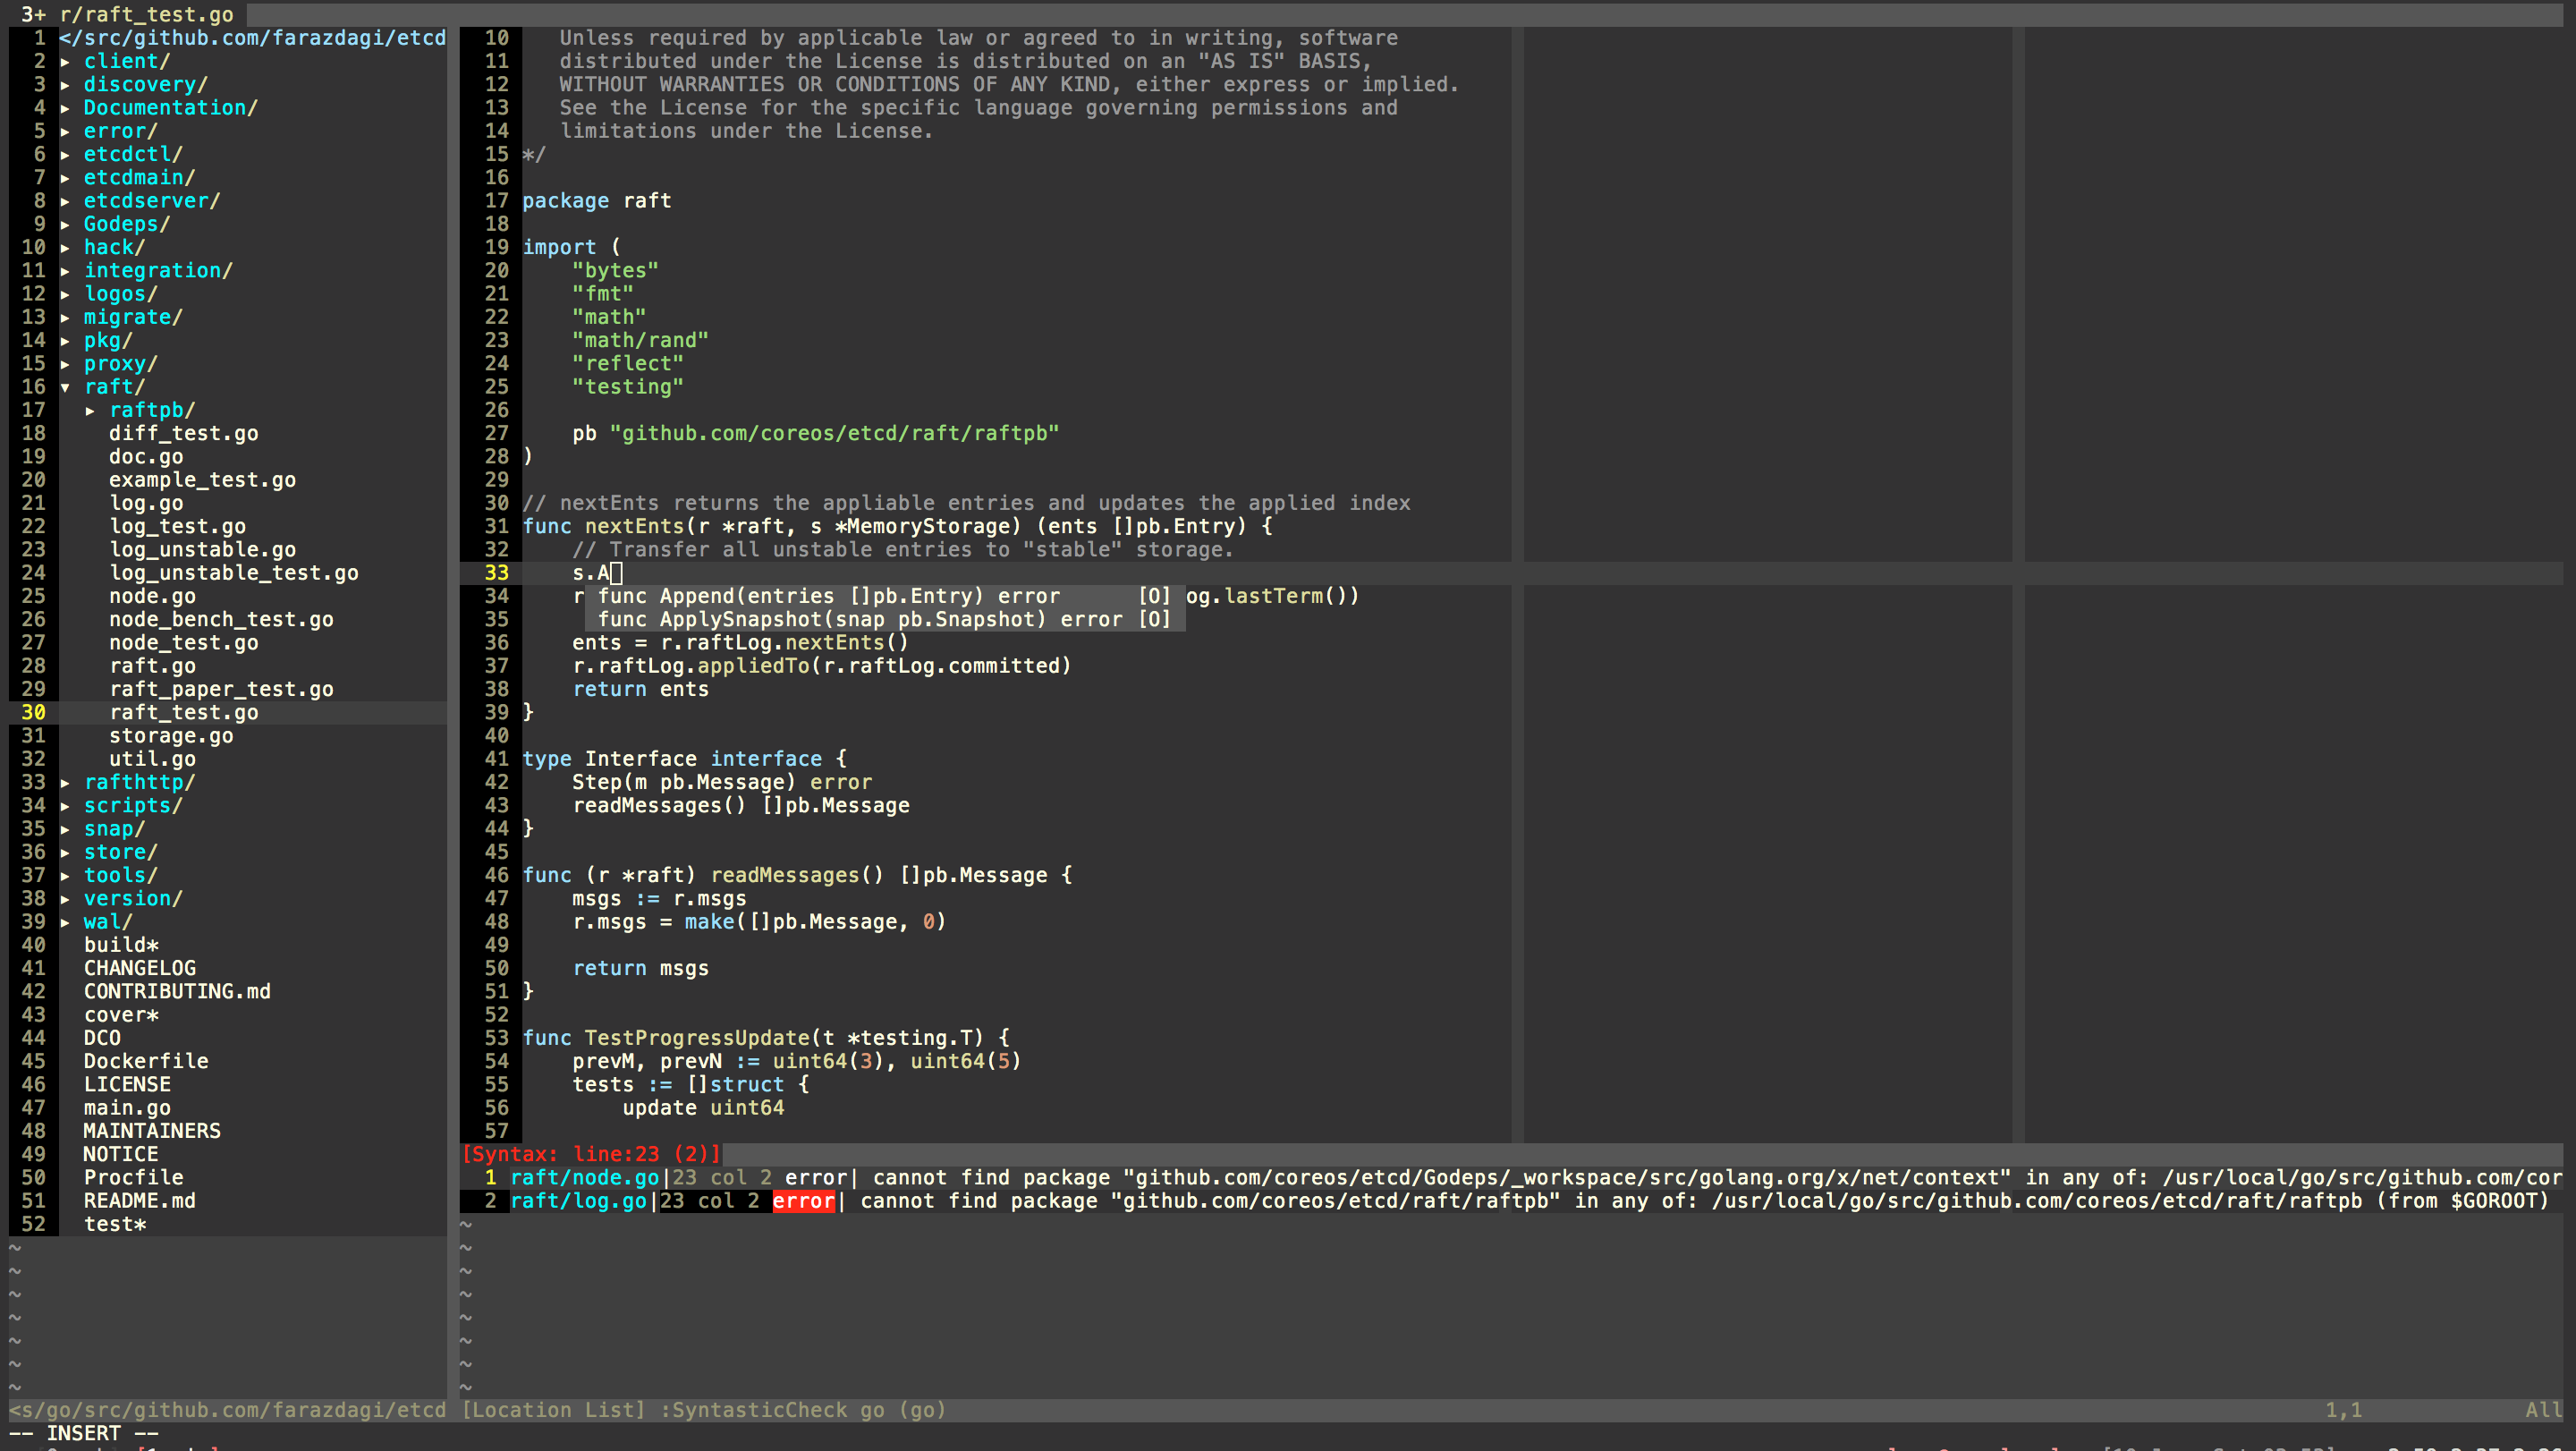 3+ r/raft_test.go
1 </src/github.com/farazdagi/etcd
2 ▸ client/
3 ▸ discovery/
4 ▸ Documentation/
5 ▸ error/
6 ▸ etcdctl/
7 ▸ etcdmain/
8 ▸ etcdserver/
9 ▸ Godeps/
10 ▸ hack/
11 ▸ integration/
12 ▸ logos/
13 ▸ migrate/
14 ▸ pkg/
15 ▸ proxy/
16 ▾ raft/
17 ▸ raftpb/
18 diff_test.go
19 doc.go
20 example_test.go
21 log.go
22 log_test.go
23 log_unstable.go
24 log_unstable_test.go
25 node.go
26 node_bench_test.go
27 node_test.go
28 raft.go
29 raft_paper_test.go
30 raft_test.go
31 storage.go
32 util.go
33 ▸ rafthttp/
34 ▸ scripts/
35 ▸ snap/
36 ▸ store/
37 ▸ tools/
38 ▸ version/
39 ▸ wal/
40 build*
41 CHANGELOG
42 CONTRIBUTING.md
43 cover*
44 DCO
45 Dockerfile
46 LICENSE
47 main.go
48 MAINTAINERS
49 NOTICE
50 Procfile
51 README.md
52 test*
~
~
~
~
~
~
~
<s/go/src/github.com/farazdagi/etcd
10 Unless required by applicable law or agreed to in writing, software
11 distributed under the License is distributed on an "AS IS" BASIS,
12 WITHOUT WARRANTIES OR CONDITIONS OF ANY KIND, either express or implied.
13 See the License for the specific language governing permissions and
14 limitations under the License.
15 */
16
17 package raft
18
19 import (
20 "bytes"
21 "fmt"
22 "math"
23 "math/rand"
24 "reflect"
25 "testing"
26
27 pb "github.com/coreos/etcd/raft/raftpb"
28 )
29
30 // nextEnts returns the appliable entries and updates the applied index
31 func nextEnts(r *raft, s *MemoryStorage) (ents []pb.Entry) {
32 // Transfer all unstable entries to "stable" storage.
33 s.A
34 r func Append(entries []pb.Entry) error [O] og.lastTerm())
35 func ApplySnapshot(snap pb.Snapshot) error [O]
36 ents = r.raftLog.nextEnts()
37 r.raftLog.appliedTo(r.raftLog.committed)
38 return ents
39 }
40
41 type Interface interface {
42 Step(m pb.Message) error
43 readMessages() []pb.Message
44 }
45
46 func (r *raft) readMessages() []pb.Message {
47 msgs := r.msgs
48 r.msgs = make([]pb.Message, 0)
49
50 return msgs
51 }
52
53 func TestProgressUpdate(t *testing.T) {
54 prevM, prevN := uint64(3), uint64(5)
55 tests := []struct {
56 update uint64
57
[Syntax: line:23 (2)]
1 raft/node.go|23 col 2 error| cannot find package "github.com/coreos/etcd/Godeps/_workspace/src/golang.org/x/net/context" in any of: /usr/local/go/src/github.com/cor
2 raft/log.go|23 col 2 error| cannot find package "github.com/coreos/etcd/raft/raftpb" in any of: /usr/local/go/src/github.com/coreos/etcd/raft/raftpb (from $GOROOT)
~
~
~
~
~
~
~
~
[Location List] :SyntasticCheck go (go) 1,1 All
-- INSERT --